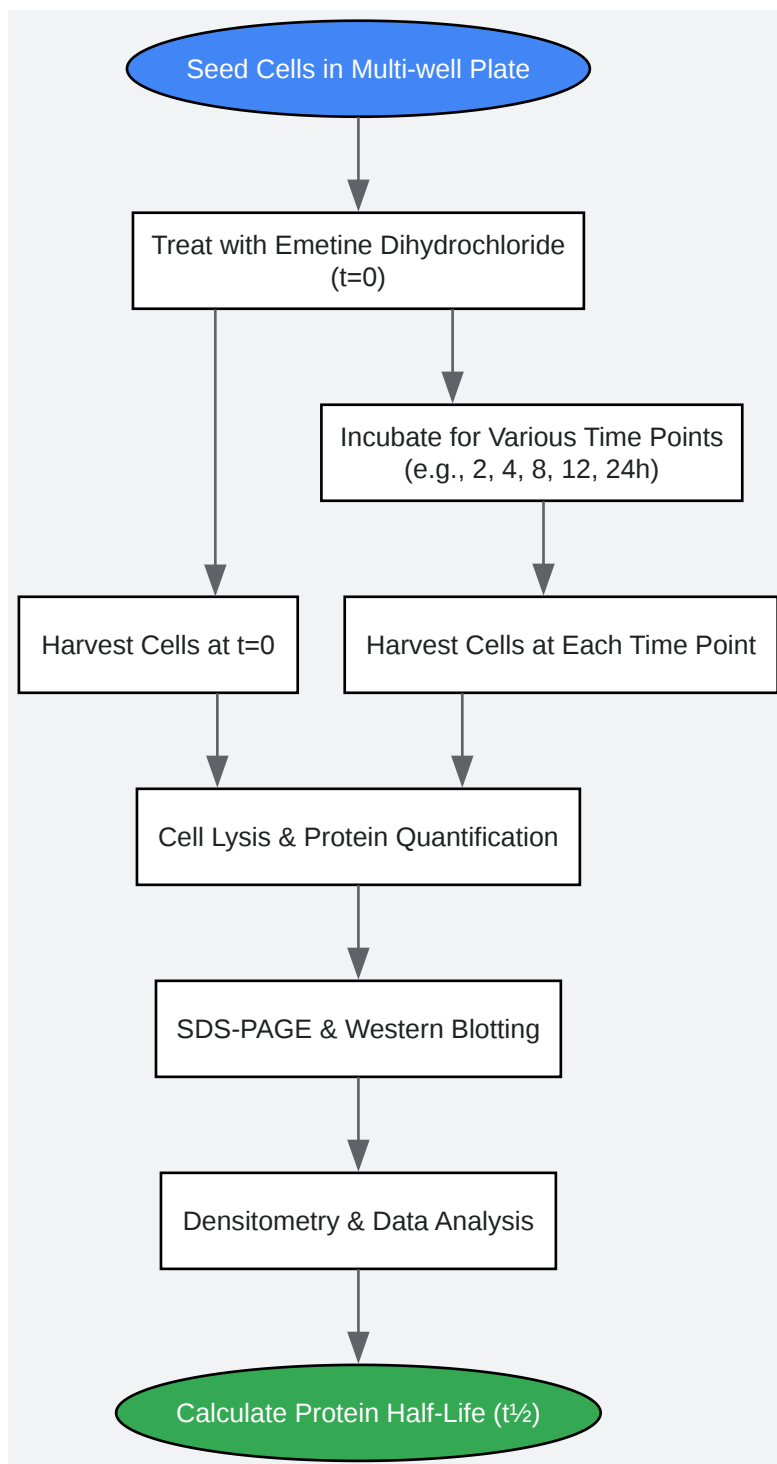 Seed Cells in Multi-well Plate
Treat with Emetine Dihydrochloride
(t=0)
Incubate for Various Time Points
(e.g., 2, 4, 8, 12, 24h)
Harvest Cells at t=0
Harvest Cells at Each Time Point
Cell Lysis & Protein Quantification
SDS-PAGE & Western Blotting
Densitometry & Data Analysis
Calculate Protein Half-Life (t½)